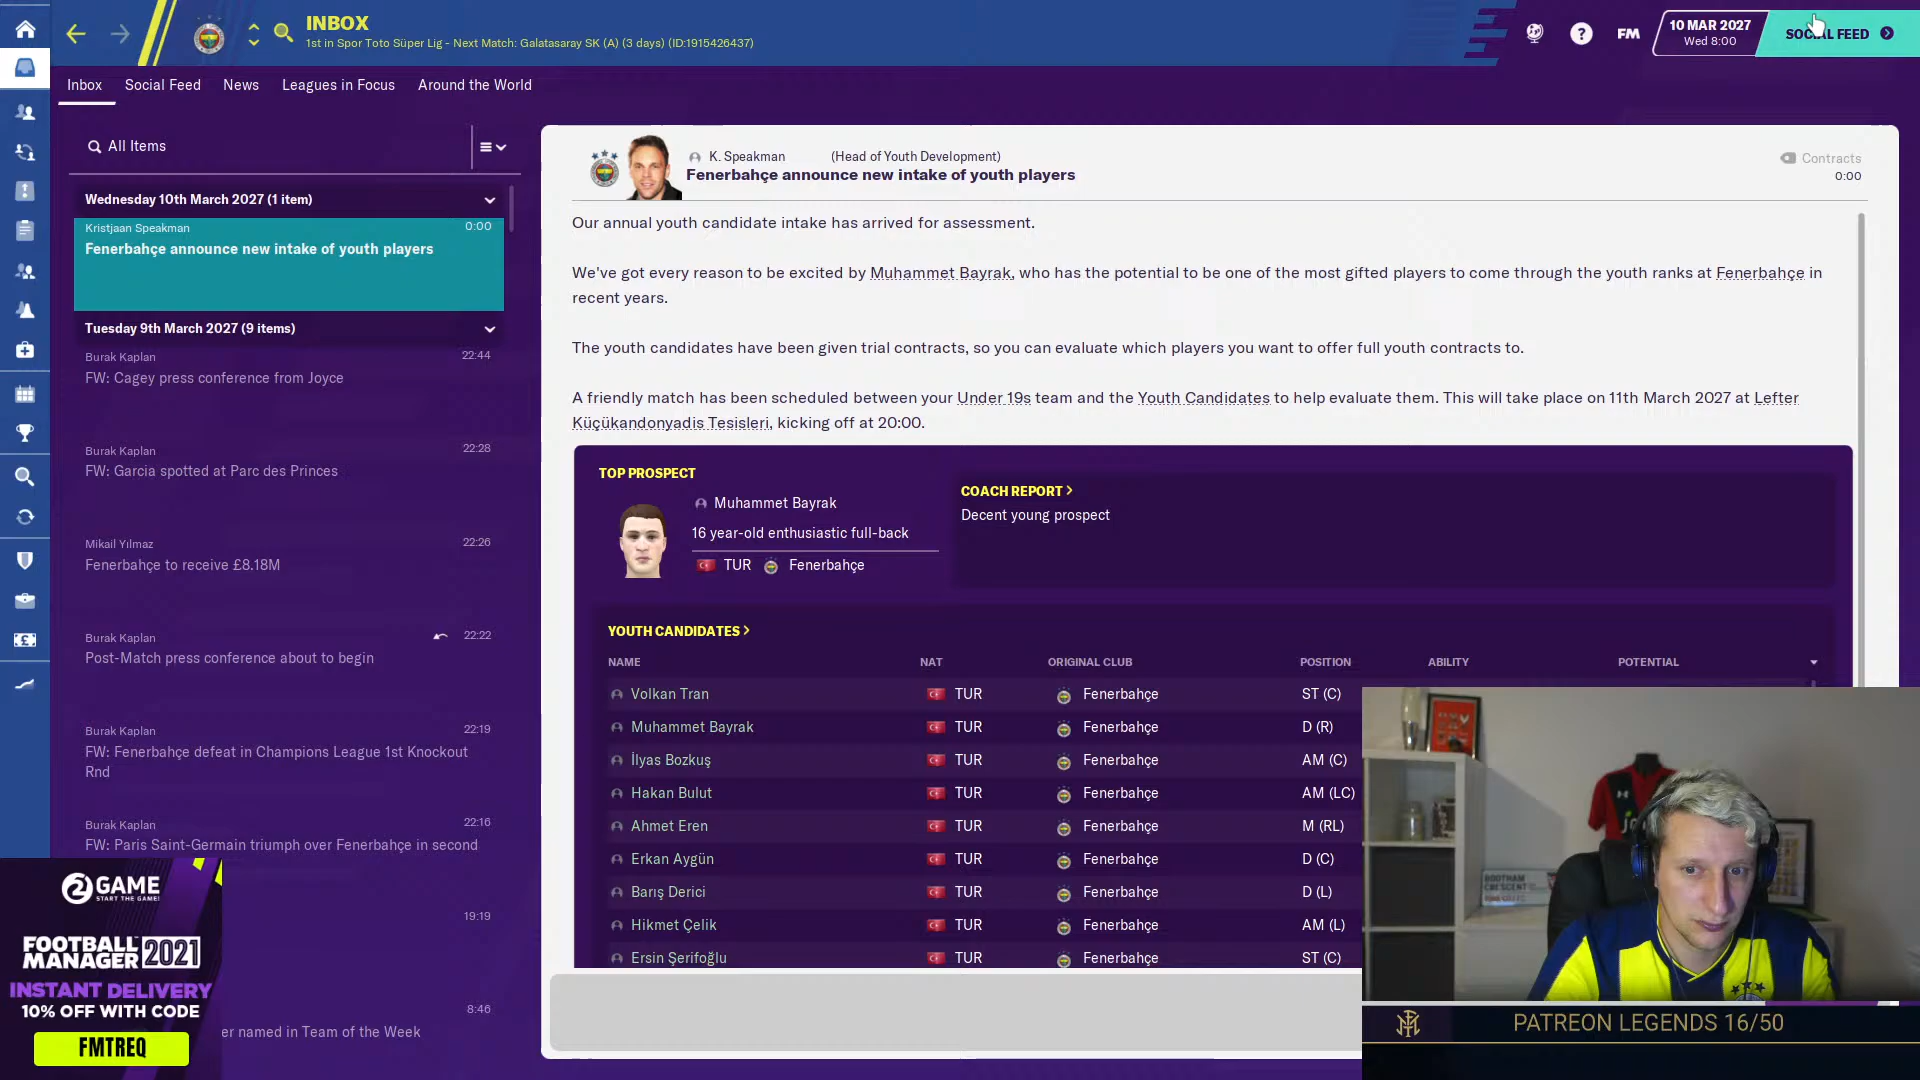 INBOX
1st in Spor Toto Süper Lig - Next Match: Galatasaray SK (A) (3 days) (ID:1915426437)
?
FM
10 MAR 2027
Wed 8:00
SOCIAL FEED
Inbox Social Feed News Leagues in Focus Around the World
All Items
Wednesday 10th March 2027 (1 item)
Kristjaan Speakman 0:00
Fenerbahçe announce new intake of youth players
Tuesday 9th March 2027 (9 items)
Burak Kaplan 22:44
FW: Cagey press conference from Joyce
Burak Kaplan 22:28
FW: Garcia spotted at Parc des Princes
Mikail Yılmaz 22:26
Fenerbahçe to receive £8.18M
Burak Kaplan 22:22
Post-Match press conference about to begin
Burak Kaplan 22:19
FW: Fenerbahçe defeat in Champions League 1st Knockout
Rnd
Burak Kaplan 22:16
FW: Paris Saint-Germain triumph over Fenerbahçe in second
19:19
8:46
er named in Team of the Week
2GAME
START THE GAME!
FOOTBALL
MANAGER 2021
INSTANT DELIVERY
10% OFF WITH CODE
FMTREQ
K. Speakman (Head of Youth Development)
Fenerbahçe announce new intake of youth players
Contracts
0:00
Our annual youth candidate intake has arrived for assessment.
We've got every reason to be excited by Muhammet Bayrak, who has the potential to be one of the most gifted players to come through the youth ranks at Fenerbahçe in
recent years.
The youth candidates have been given trial contracts, so you can evaluate which players you want to offer full youth contracts to.
A friendly match has been scheduled between your Under 19s team and the Youth Candidates to help evaluate them. This will take place on 11th March 2027 at Lefter
Küçükandonyadis Tesisleri, kicking off at 20:00.
TOP PROSPECT
Muhammet Bayrak
16 year-old enthusiastic full-back
TUR Fenerbahçe
COACH REPORT >
Decent young prospect
YOUTH CANDIDATES >
NAME NAT ORIGINAL CLUB POSITION ABILITY POTENTIAL
Volkan Tran TUR Fenerbahçe ST (C)
Muhammet Bayrak TUR Fenerbahçe D (R)
İlyas Bozkuş TUR Fenerbahçe AM (C)
Hakan Bulut TUR Fenerbahçe AM (LC)
Ahmet Eren TUR Fenerbahçe M (RL)
Erkan Aygün TUR Fenerbahçe D (C)
Barış Derici TUR Fenerbahçe D (L)
Hikmet Çelik TUR Fenerbahçe AM (L)
Ersin Şerifoğlu TUR Fenerbahçe ST (C)
BOOTHAM
CRESCENT
PATREON LEGENDS 16/50